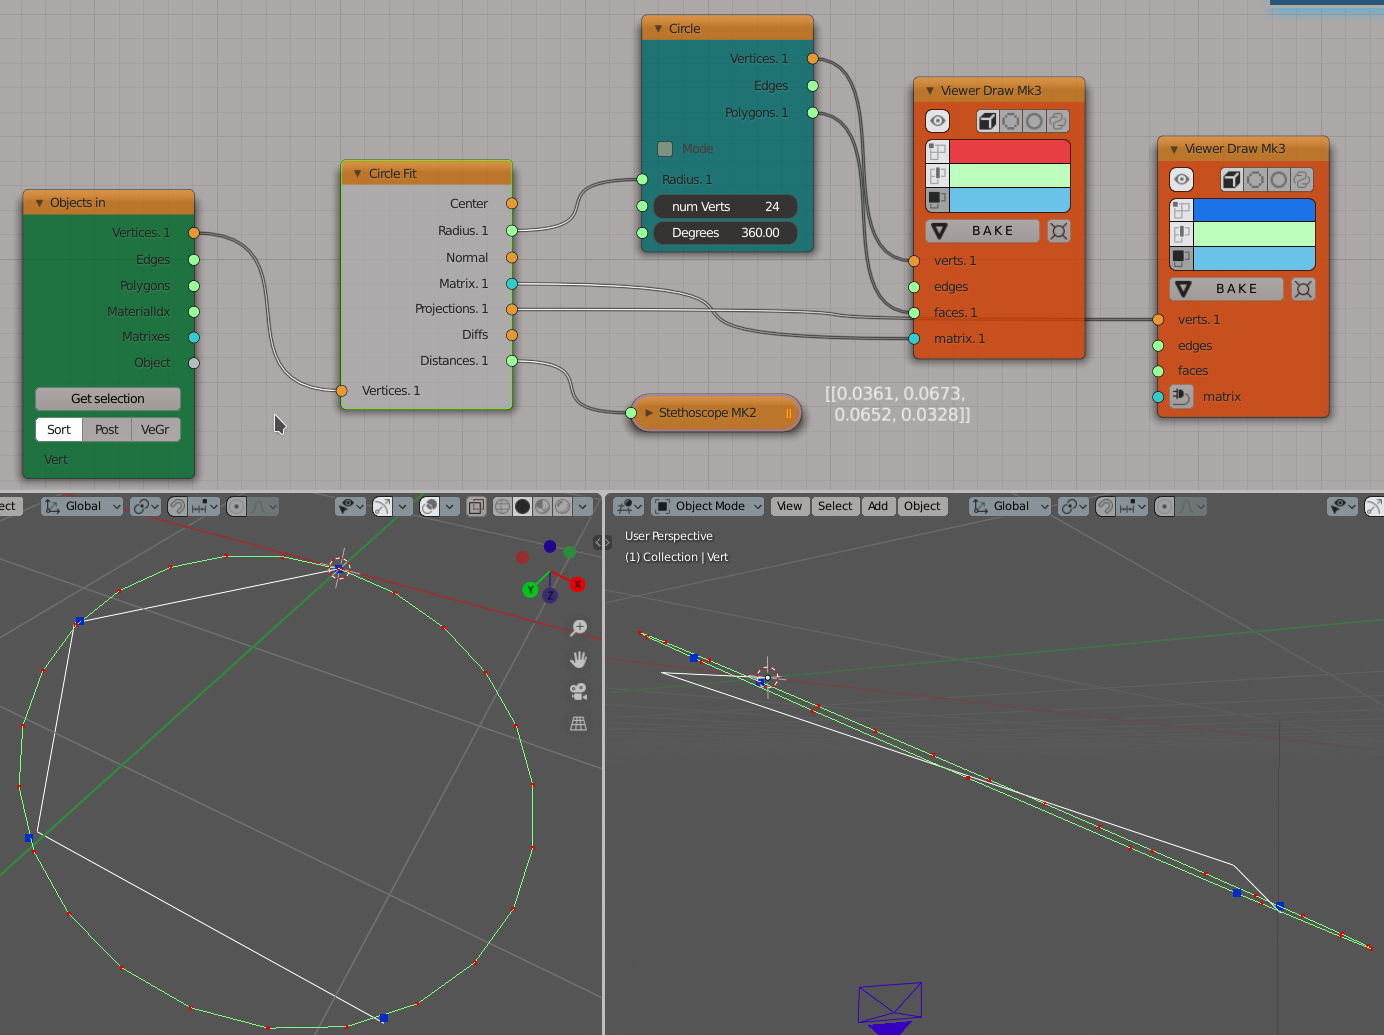 Objects in
Vertices. 1
Edges
Polygons
MaterialIdx
Matrixes
Object
Get selection
Sort Post VeGr
Vert
Circle Fit
Center
Radius. 1
Normal
Matrix. 1
Projections. 1
Diffs
Distances. 1
Vertices. 1
Circle
Vertices. 1
Edges
Polygons. 1
Mode
Radius. 1
num Verts 24
Degrees 360.00
Stethoscope MK2
[[0.0361, 0.0673,
0.0652, 0.0328]]
Viewer Draw Mk3
BAKE
verts. 1
edges
faces. 1
matrix. 1
Viewer Draw Mk3
BAKE
verts. 1
edges
faces
matrix
ect Global
X
Y
Z
Object Mode View Select Add Object Global
User Perspective
(1) Collection | Vert